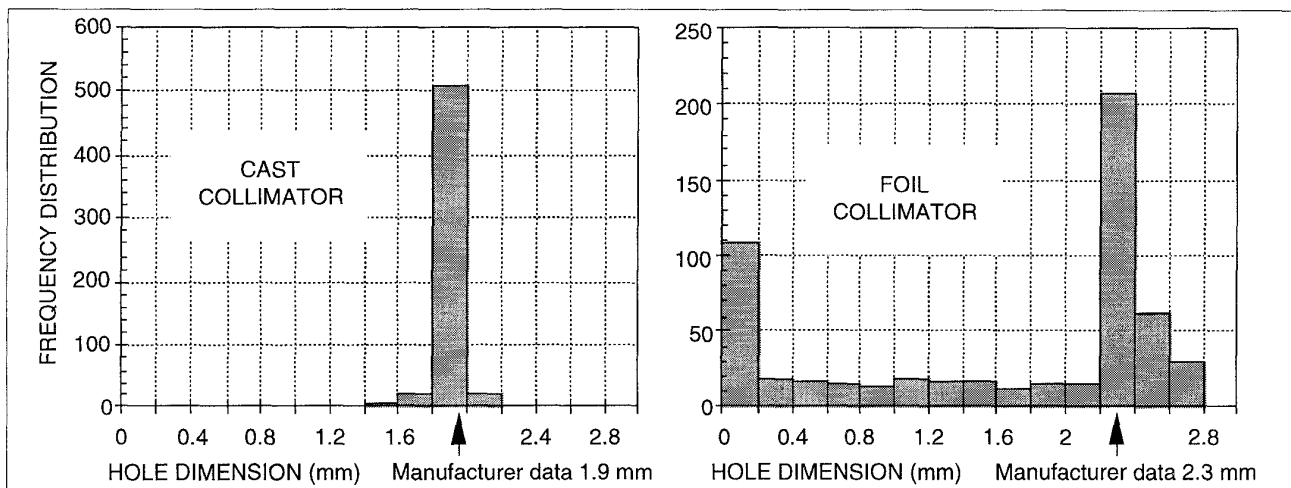 600
500
400
300
200
100
0
FREQUENCY DISTRIBUTION
CAST
COLLIMATOR
0 0.4 0.8 1.2 1.6 2.4 2.8
HOLE DIMENSION (mm) Manufacturer data 1.9 mm
250
200
150
100
50
0
FOIL
COLLIMATOR
0 0.4 0.8 1.2 1.6 2 2.8
HOLE DIMENSION (mm) Manufacturer data 2.3 mm